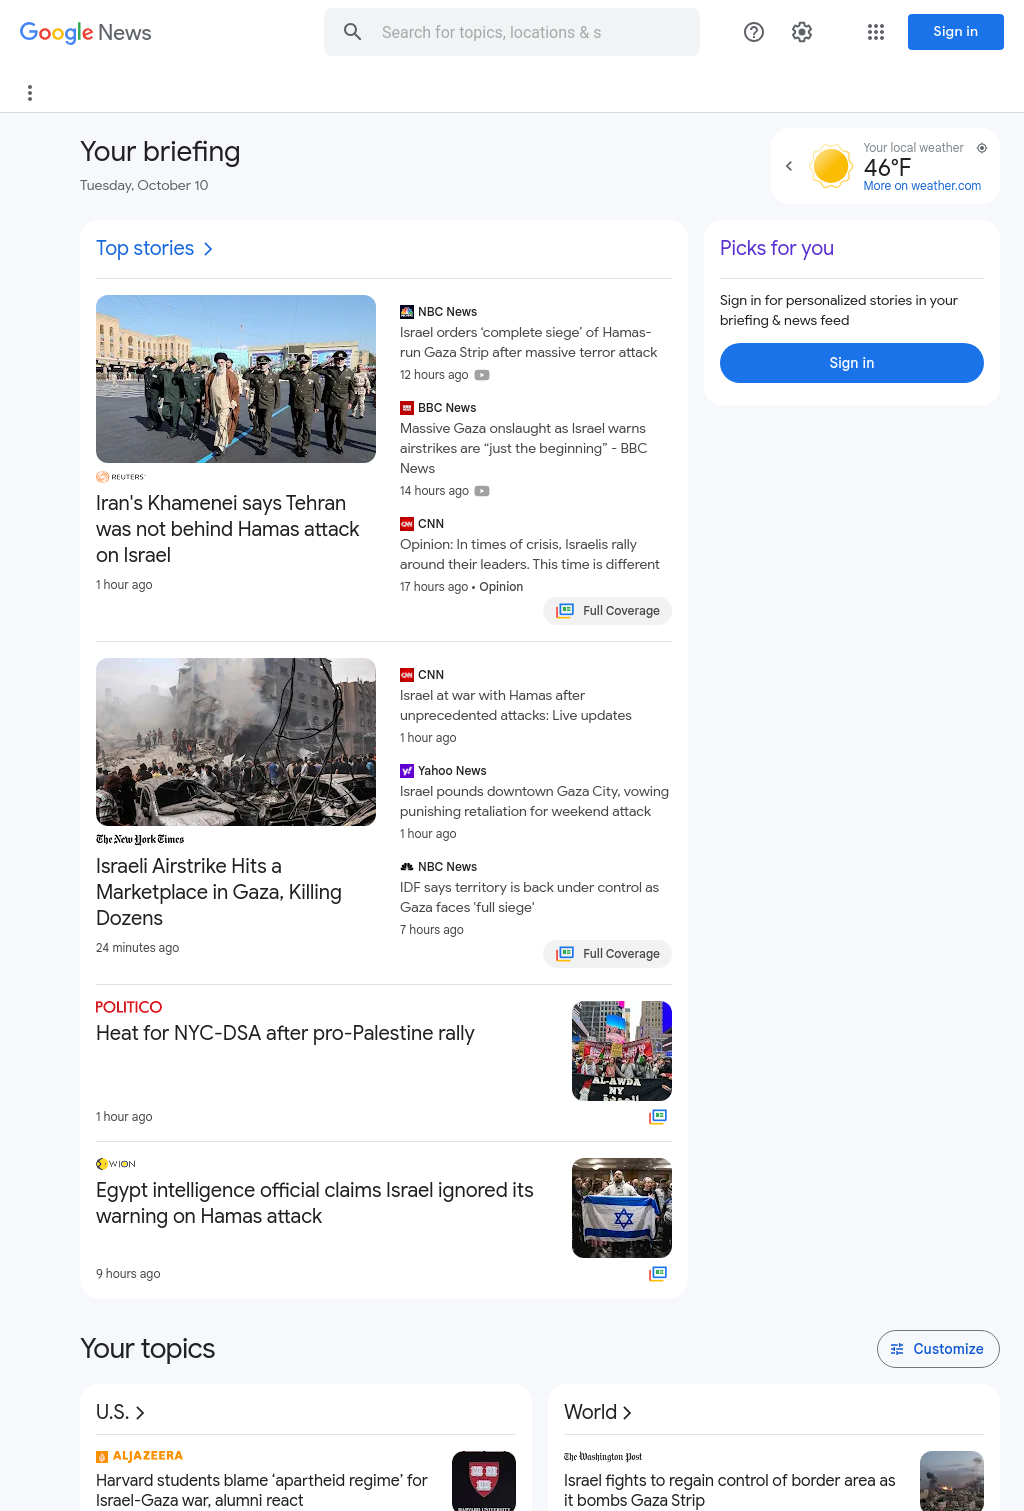 Google News
Search for topics, locations & s
Sign in
Your briefing
Tuesday, October 10
Your local weather
46°F
More on weather.com
Top stories
REUTERS
Iran's Khamenei says Tehran
was not behind Hamas attack
on Israel
1 hour ago
NBC News
Israel orders ‘complete siege’ of Hamas-
run Gaza Strip after massive terror attack
12 hours ago
BBC News
Massive Gaza onslaught as Israel warns
airstrikes are “just the beginning” - BBC
News
14 hours ago
CNN
Opinion: In times of crisis, Israelis rally
around their leaders. This time is different
17 hours ago • Opinion
Full Coverage
Picks for you
Sign in for personalized stories in your
briefing & news feed
Sign in
The New York Times
Israeli Airstrike Hits a
Marketplace in Gaza, Killing
Dozens
24 minutes ago
CNN
Israel at war with Hamas after
unprecedented attacks: Live updates
1 hour ago
Yahoo News
Israel pounds downtown Gaza City, vowing
punishing retaliation for weekend attack
1 hour ago
NBC News
IDF says territory is back under control as
Gaza faces 'full siege'
7 hours ago
Full Coverage
POLITICO
Heat for NYC-DSA after pro-Palestine rally
1 hour ago
AL-AWDA
NY
WION
Egypt intelligence official claims Israel ignored its
warning on Hamas attack
9 hours ago
Your topics
Customize
U.S.
ALJAZEERA
Harvard students blame ‘apartheid regime’ for
Israel-Gaza war, alumni react
World
The Washington Post
Israel fights to regain control of border area as
it bombs Gaza Strip